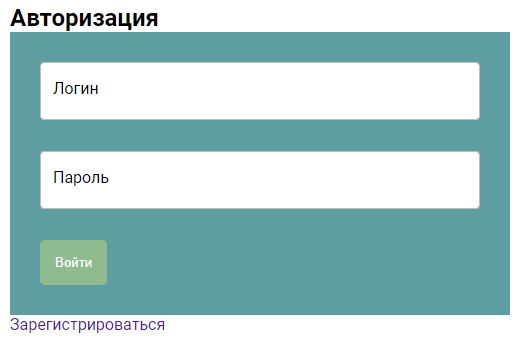 Авторизация
Логин
Пароль
Войти
Зарегистрироваться